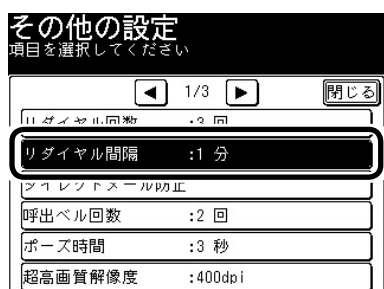 その他の設定
項目を選択してください
1/3 閉じる
リダイヤル回数 :3 回
リダイヤル間隔 :1 分
ダイレクトメール防止
呼出ベル回数 :2 回
ポーズ時間 :3 秒
超高画質解像度 :400dpi